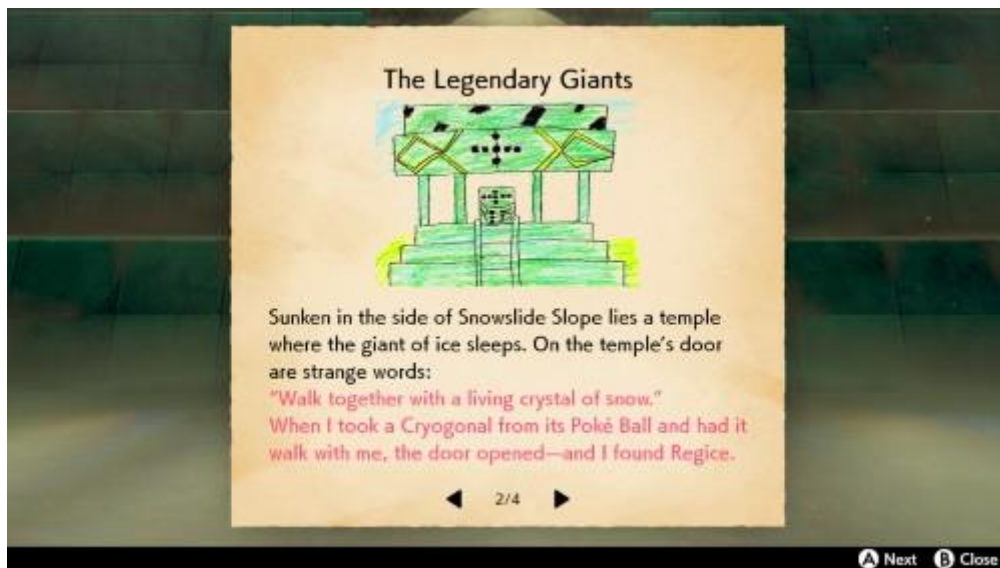 The Legendary Giants
Sunken in the side of Snowslide Slope lies a temple
where the giant of ice sleeps. On the temple's door
are strange words:
"Walk together with a living crystal of snow."
When I took a Cryogonal from its Poké Ball and had it
walk with me, the door opened—and I found Regice.
2/4
A Next B Close